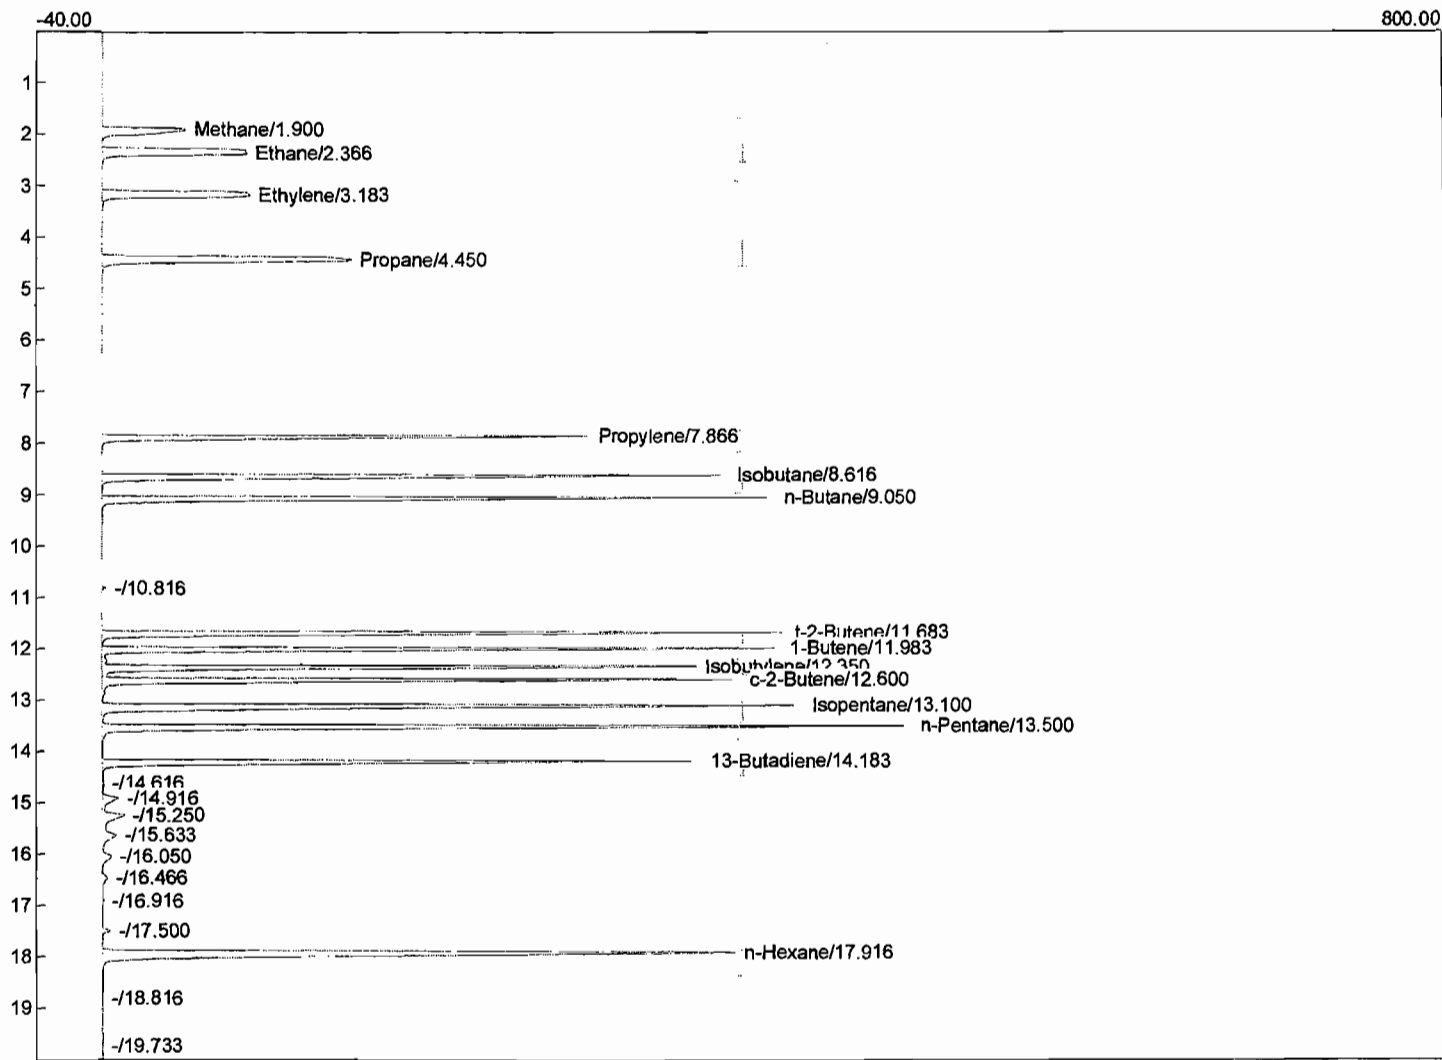 -40.00 800.00
1
2
Methane/1.900
Ethane/2.366
3
Ethylene/3.183
4
Propane/4.450
5
6
7
Propylene/7.866
8
Isobutane/8.616
9
n-Butane/9.050
10
-/10.816
11
t-2-Butene/11.683
12
1-Butene/11.983
Isobutylene/12.350
c-2-Butene/12.600
13
Isopentane/13.100
n-Pentane/13.500
14
13-Butadiene/14.183
-/14.616
-/14.916
15
-/15.250
-/15.633
16
-/16.050
-/16.466
-/16.916
17
-/17.500
n-Hexane/17.916
18
-/18.816
19
-/19.733